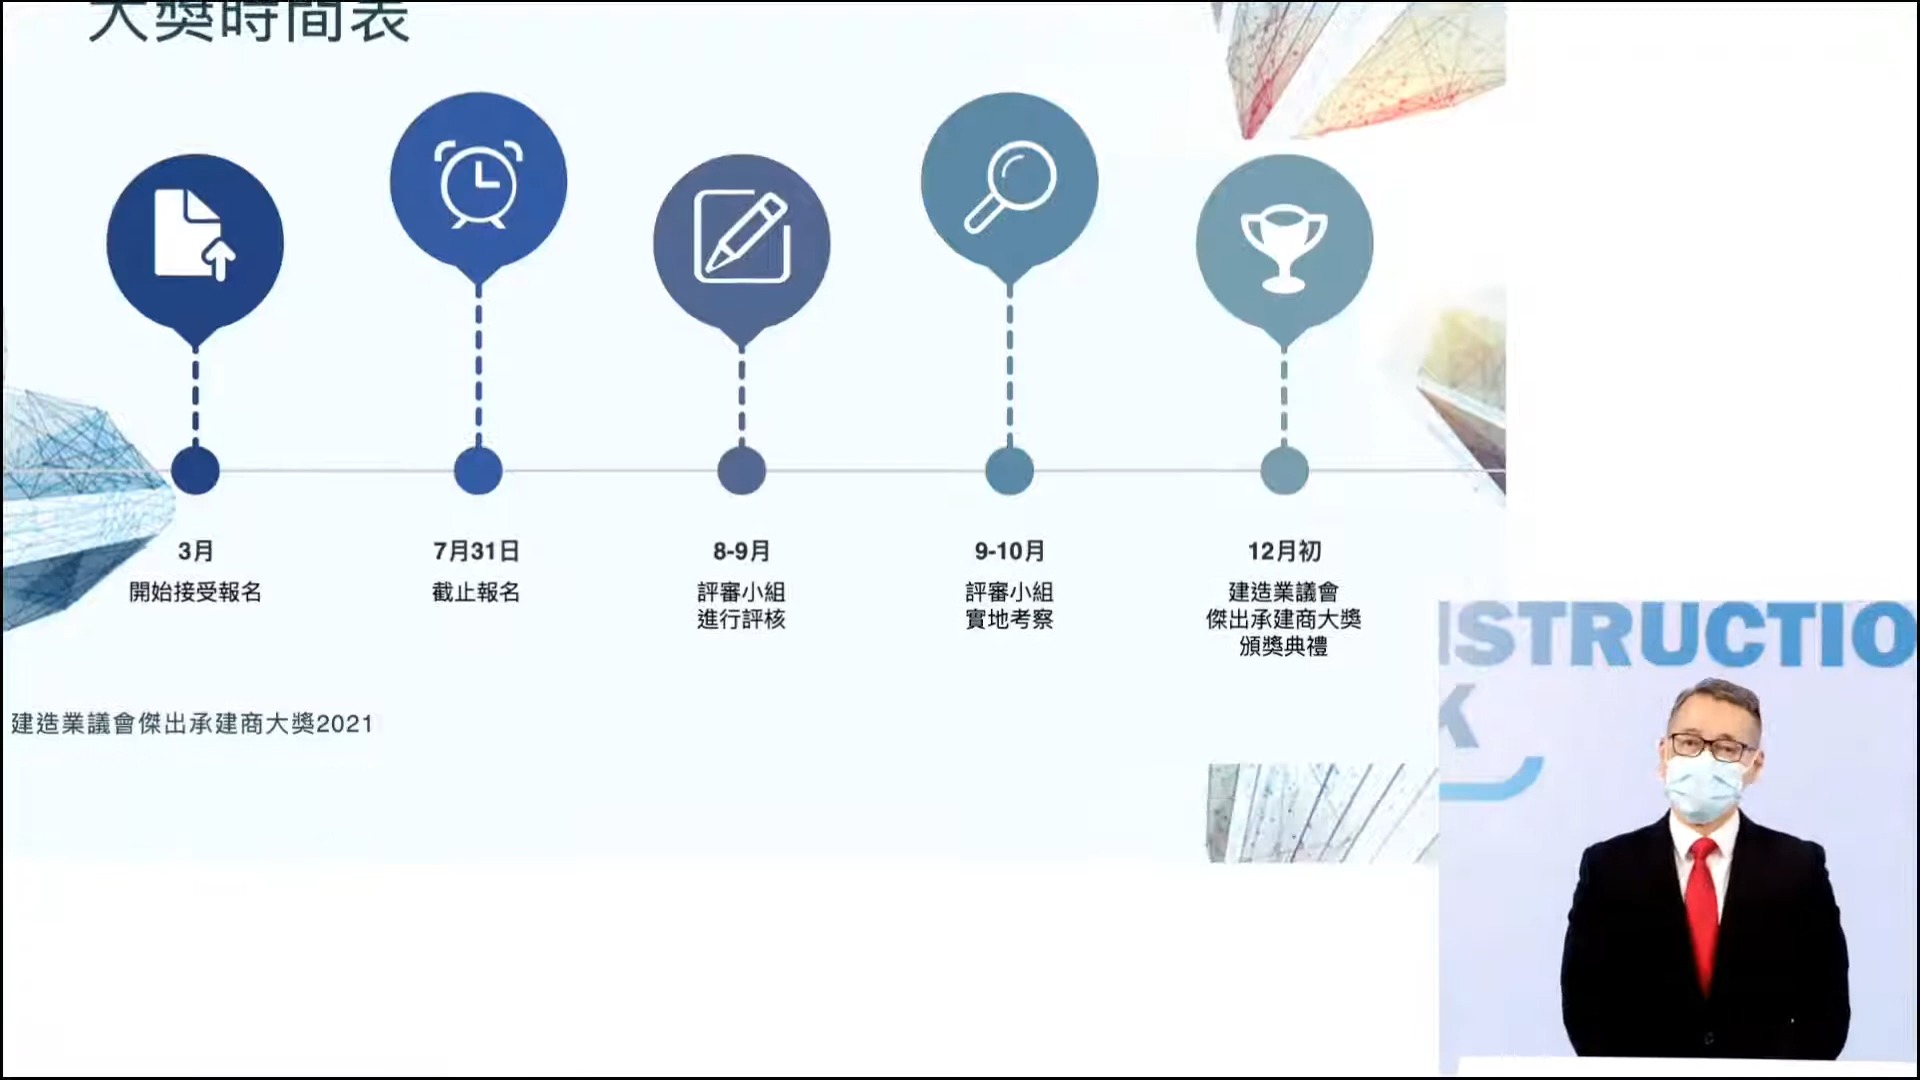 大獎時間表
3月
開始接受報名
7月31日
截止報名
8-9月
評審小組
進行評核
9-10月
評審小組
實地考察
12月初
建造業議會
傑出承建商大獎
頒獎典禮
建造業議會傑出承建商大獎2021
NSTRUCTIO
K